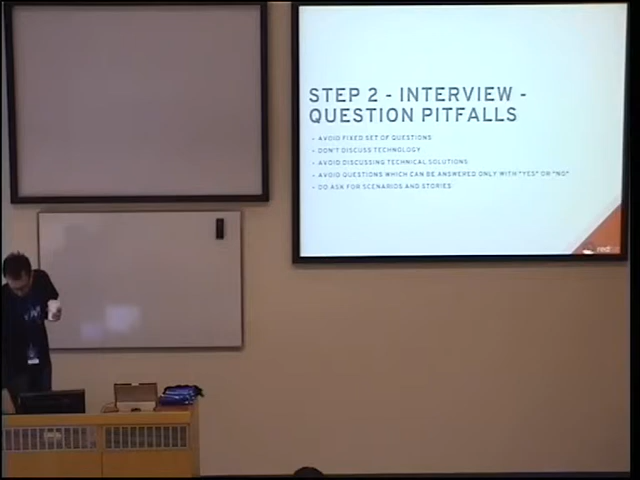 STEP 2 - INTERVIEW -
QUESTION PITFALLS
- AVOID FIXED SET OF QUESTIONS
- DON'T DISCUSS TECHNOLOGY
- AVOID DISCUSSING TECHNICAL SOLUTIONS
- AVOID QUESTIONS WHICH CAN BE ANSWERED ONLY WITH "YES" OR "NO"
- DO ASK FOR SCENARIOS AND STORIES